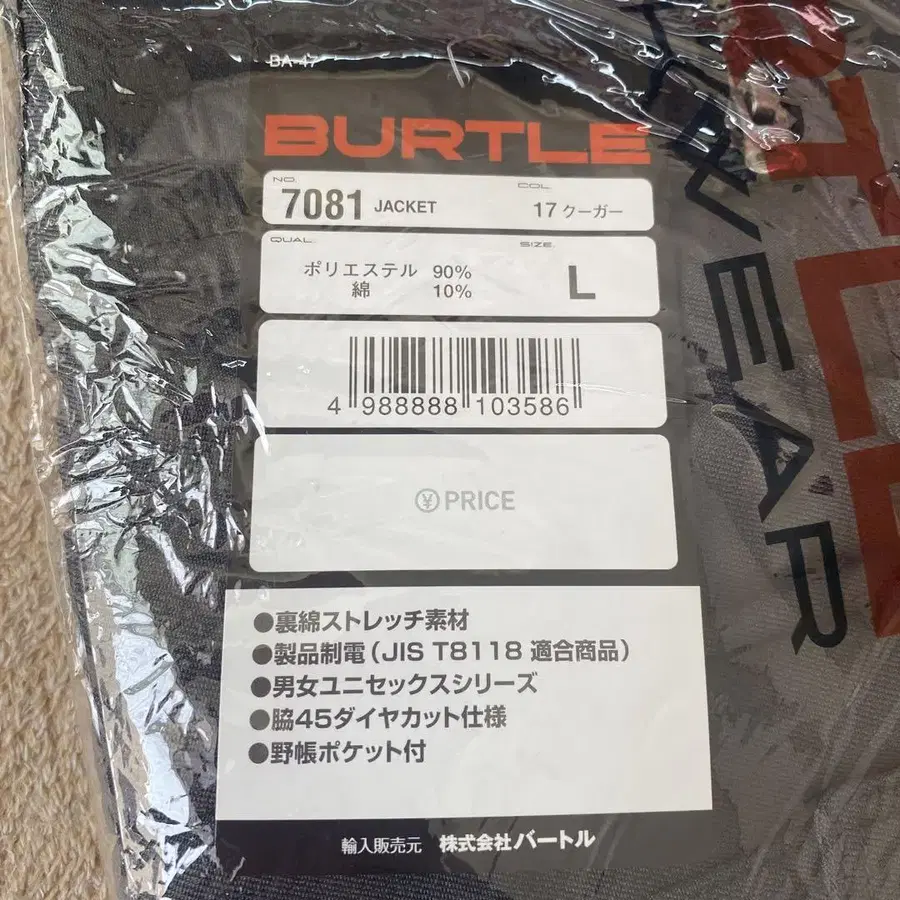 BA-47
BURTLE
NO.
7081 JACKET
COL
17 クーガー
QUAL.
ポリエステル 90%
綿 10%
SIZE.
L
4 988888 103586
¥ PRICE
●裏綿ストレッチ素材
●製品制電(JIS T8118 適合商品)
●男女ユニセックスシリーズ
●脇45ダイヤカット仕様
●野帳ポケット付
輸入販売元 株式会社バートル